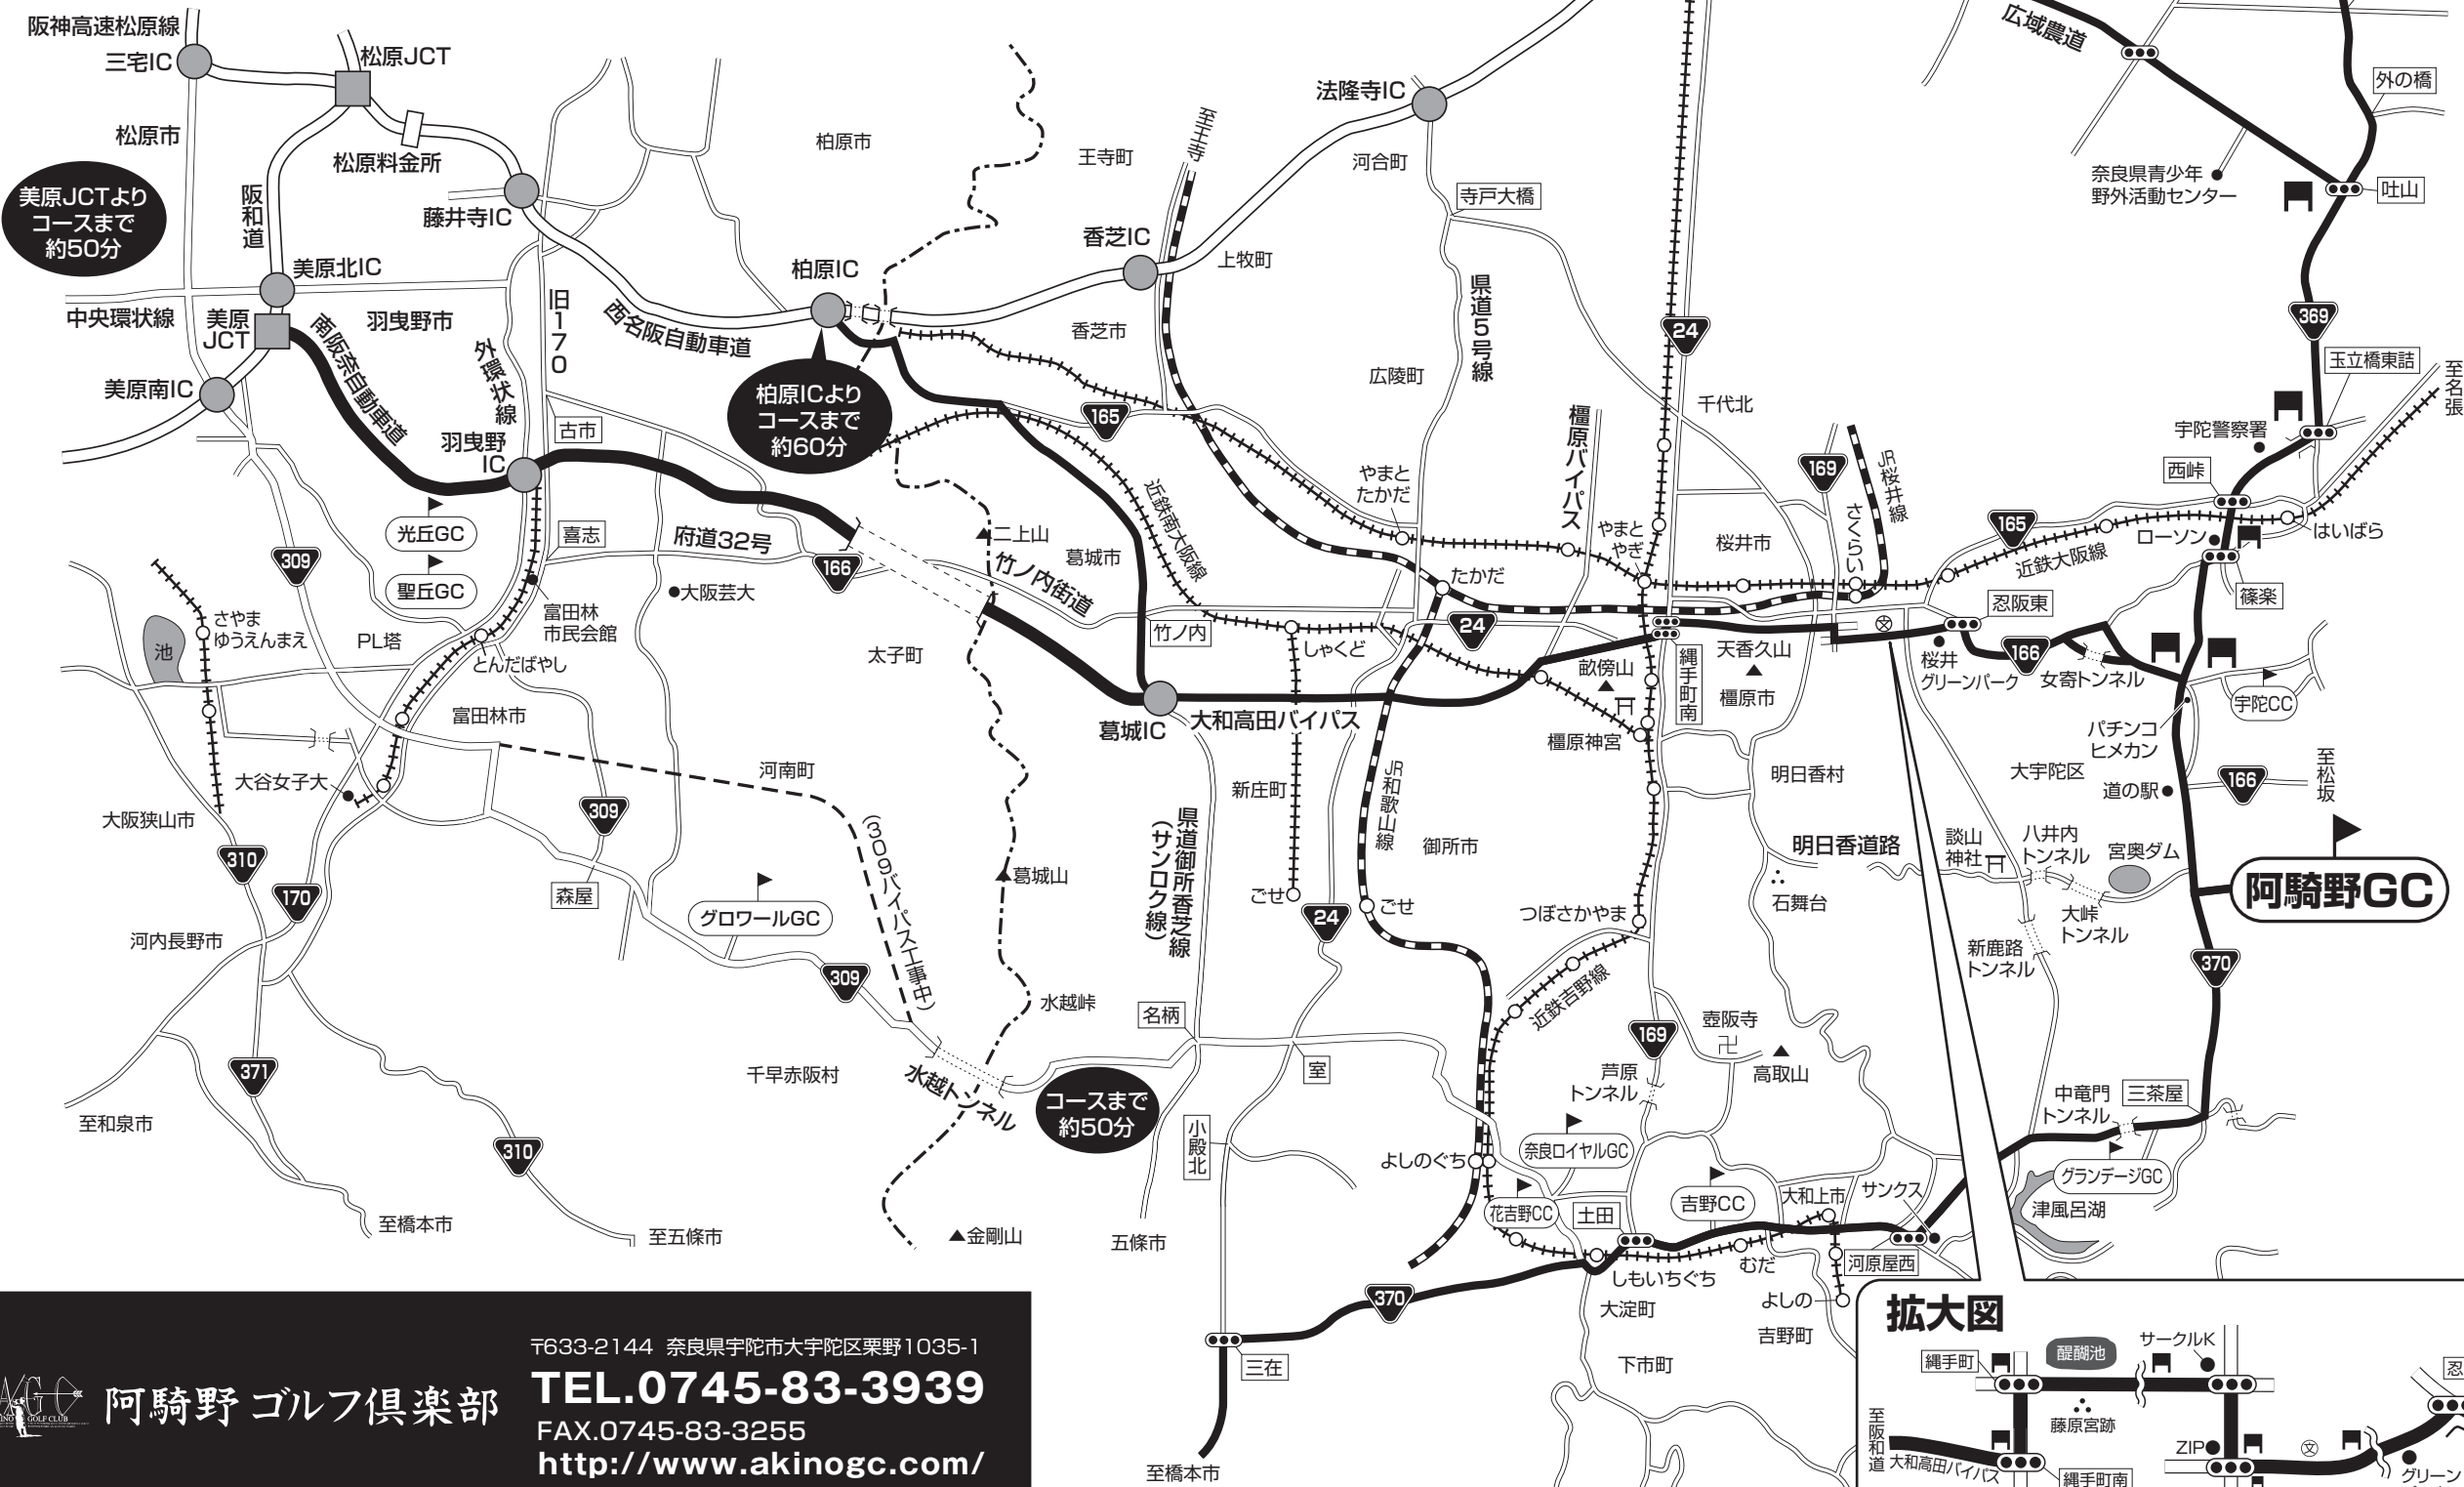 阪神高速松原線
三宅IC
松原JCT
松原市
松原料金所
阪和道
美原JCTより
コースまで
約50分
藤井寺IC
美原北IC
中央環状線
美原
JCT
羽曳野市
南阪奈自動車道
美原南IC
外環状線
旧170
西名阪自動車道
柏原市
柏原IC
柏原ICより
コースまで
約60分
王寺町
至王寺
香芝IC
上牧町
香芝市
法隆寺IC
河合町
寺戸大橋
県道5号線
広陵町
24
千代北
橿原バイパス
広域農道
外の橋
奈良県青少年
野外活動センター
吐山
369
玉立橋東詰
至名張
宇陀警察署
西峠
165
ローソン
はいばら
近鉄大阪線
篠楽
169
JR桜井線
さくらい
桜井市
やまと
やぎ
やまと
たかだ
165
近鉄南大阪線
羽曳野
IC
古市
光丘GC
聖丘GC
喜志
府道32号
166
二上山
葛城市
竹ノ内街道
大阪芸大
富田林
市民会館
309
さやま
ゆうえんまえ
池
PL塔
とんだばやし
太子町
竹ノ内
しゃくど
たかだ
24
畝傍山
縄手町南
天香久山
橿原市
忍阪東
桜井
グリーンパーク
166
女寄トンネル
宇陀CC
パチンコ
ヒメカン
大宇陀区
道の駅
166
至松坂
富田林市
葛城IC
大和高田バイパス
橿原神宮
明日香村
大谷女子大
河南町
新庄町
JR和歌山線
大阪狭山市
309
(309バイパス工事中)
県道御所香芝線
(サンロク線)
御所市
明日香道路
談山
神社
八井内
トンネル
宮奥ダム
阿騎野GC
310
170
森屋
グロワールGC
葛城山
ごせ
24
ごせ
つぼさかやま
石舞台
大峠
トンネル
新鹿路
トンネル
河内長野市
309
水越峠
名柄
近鉄吉野線
370
371
千早赤阪村
水越トンネル
コースまで
約50分
室
169
壺阪寺
高取山
芦原
トンネル
中竜門
トンネル
三茶屋
至和泉市
310
小殿北
よしのぐち
奈良ロイヤルGC
吉野CC
大和上市
サンクス
グランデージGC
津風呂湖
至橋本市
至五條市
金剛山
五條市
花吉野CC
土田
河原屋西
むだ
しもいちぐち
370
大淀町
よしの
吉野町
下市町
三在
至橋本市
〒633-2144 奈良県宇陀市大宇陀区栗野1035-1
TEL.0745-83-3939
FAX.0745-83-3255
http://www.akinogc.com/
阿騎野 ゴルフ倶楽部
GOLF CLUB
拡大図
縄手町
醍醐池
サークルK
忍
藤原宮跡
至阪和道
大和高田バイパス
縄手町南
ZIP
文
グリーン